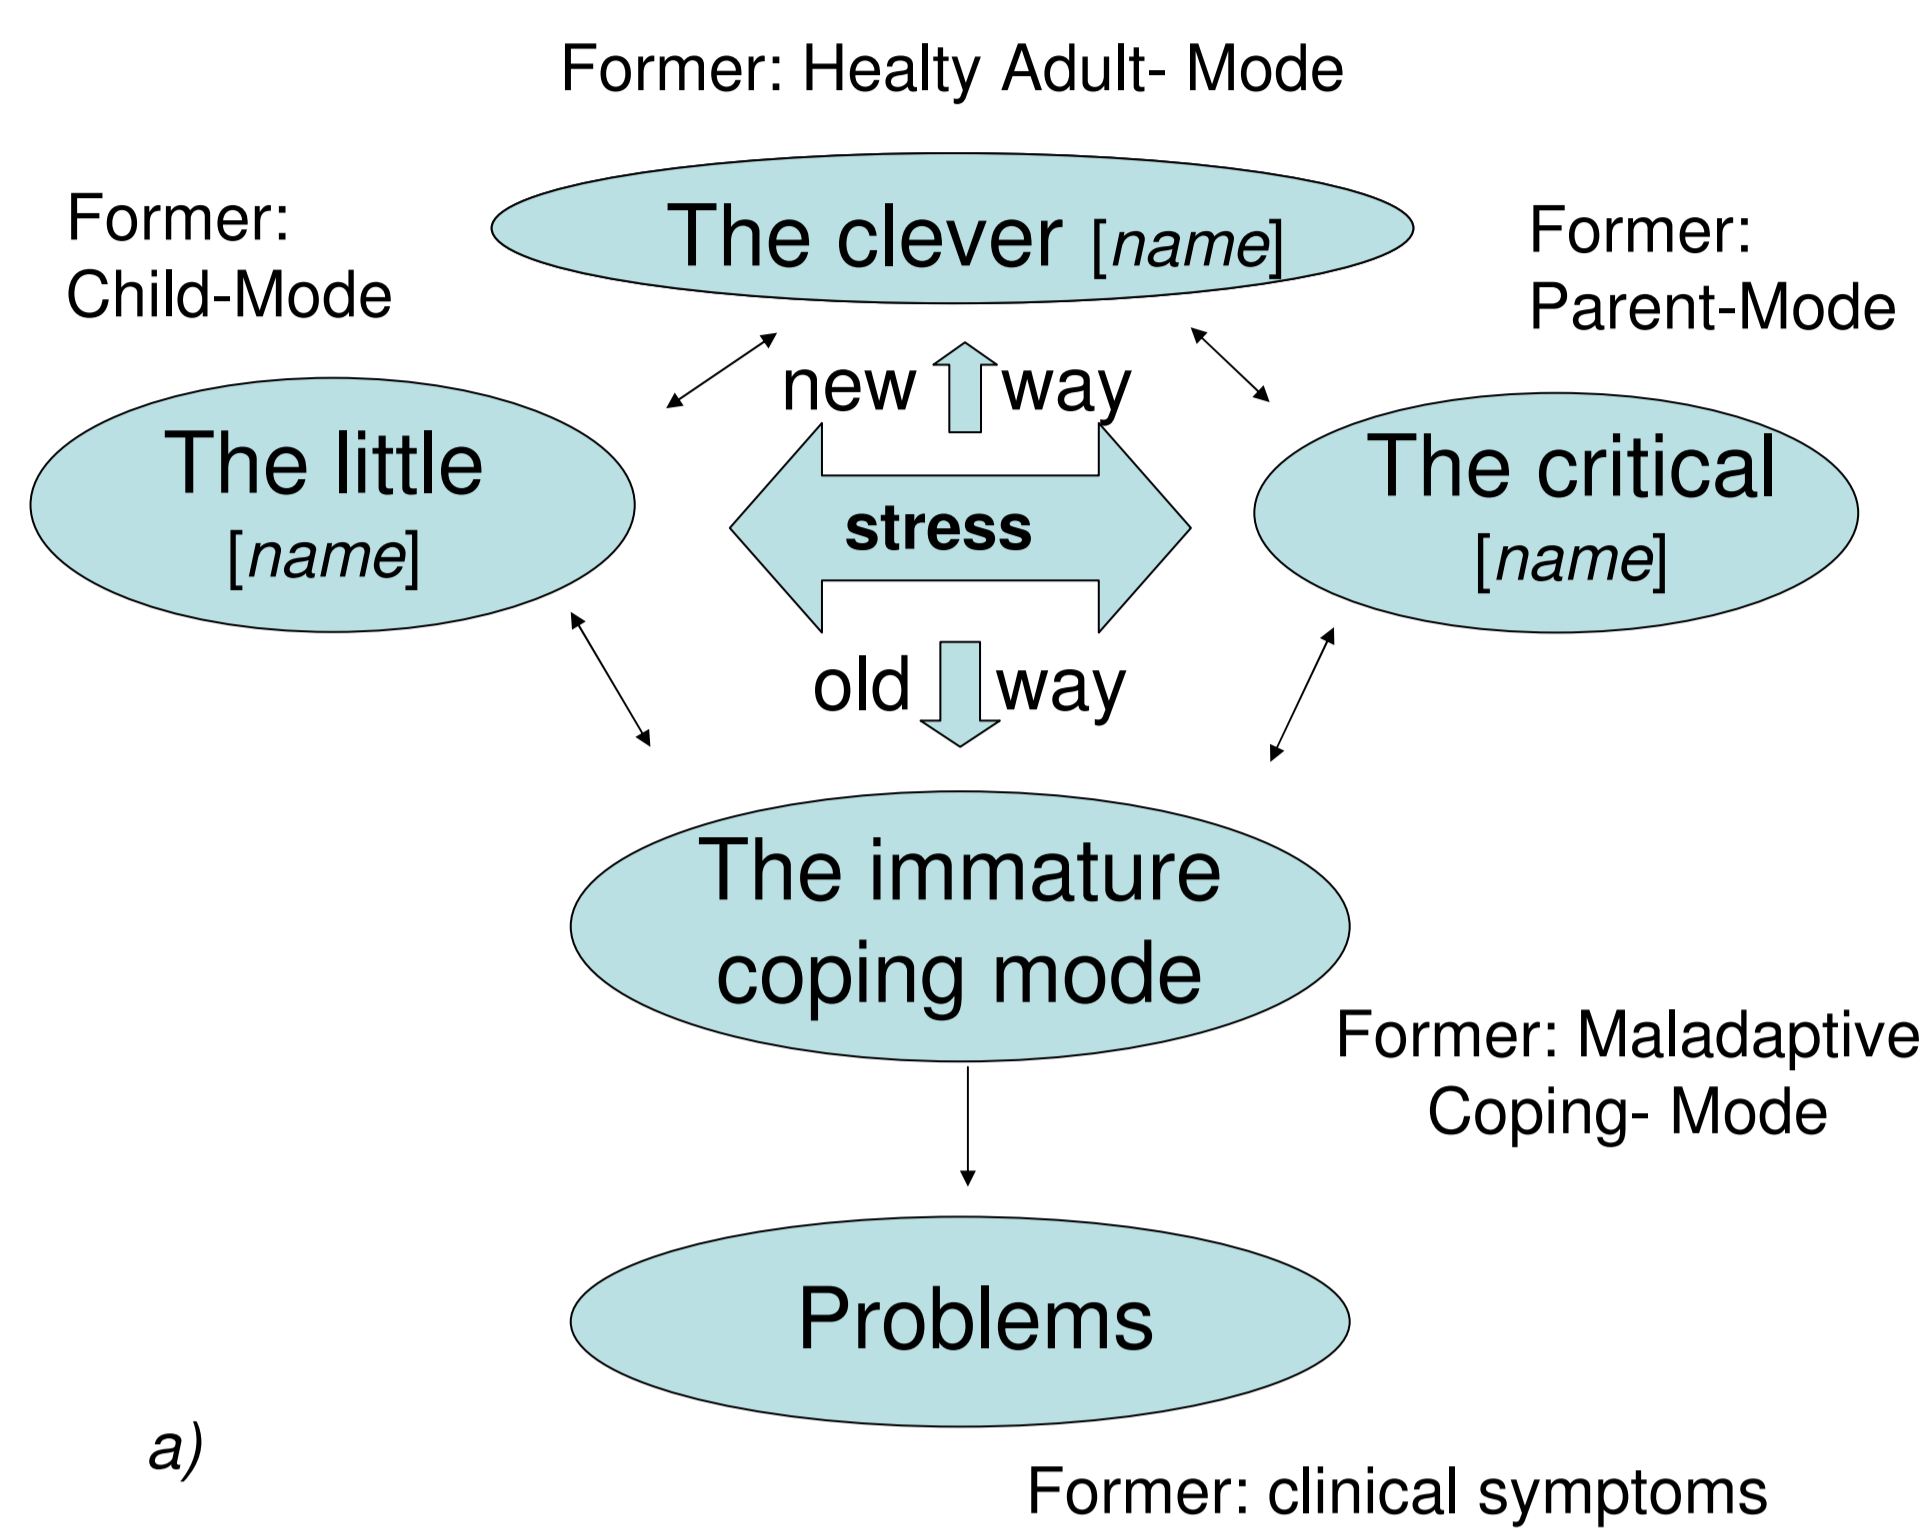 Former: Healty Adult- Mode
The clever [name]
Former:
Child-Mode
Former:
Parent-Mode
new way
The little
[name]
stress
The critical
[name]
old way
The immature
coping mode
Former: Maladaptive
Coping- Mode
Problems
a)
Former: clinical symptoms